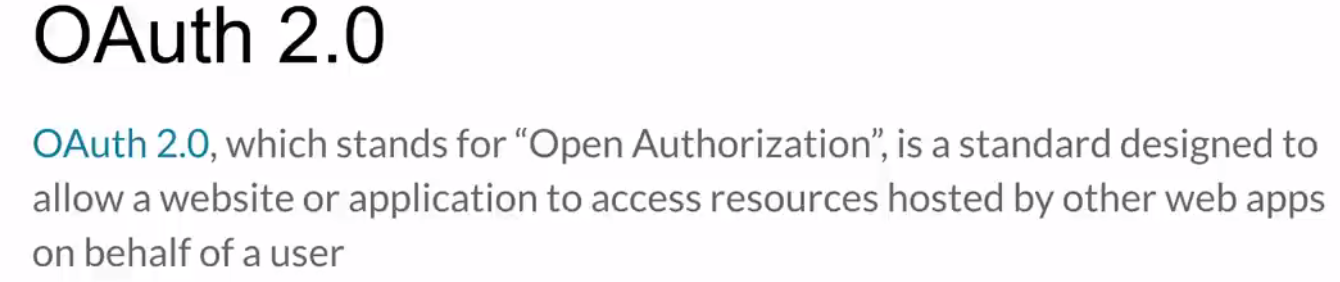 OAuth 2.0
OAuth 2.0, which stands for “Open Authorization”, is a standard designed to
allow a website or application to access resources hosted by other web apps
on behalf of a user